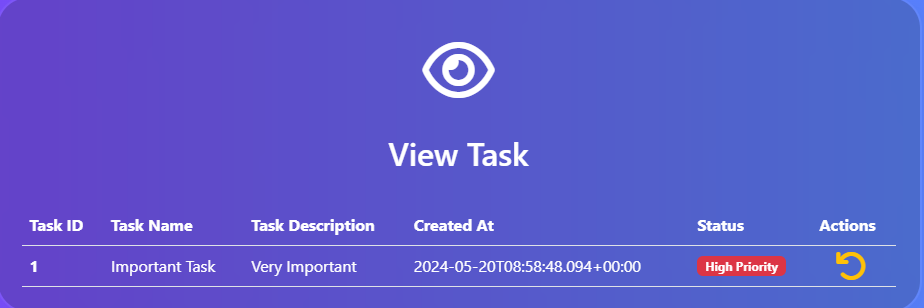 View Task
Task ID Task Name Task Description Created At Status Actions
1 Important Task Very Important 2024-05-20T08:58:48.094+00:00 High Priority